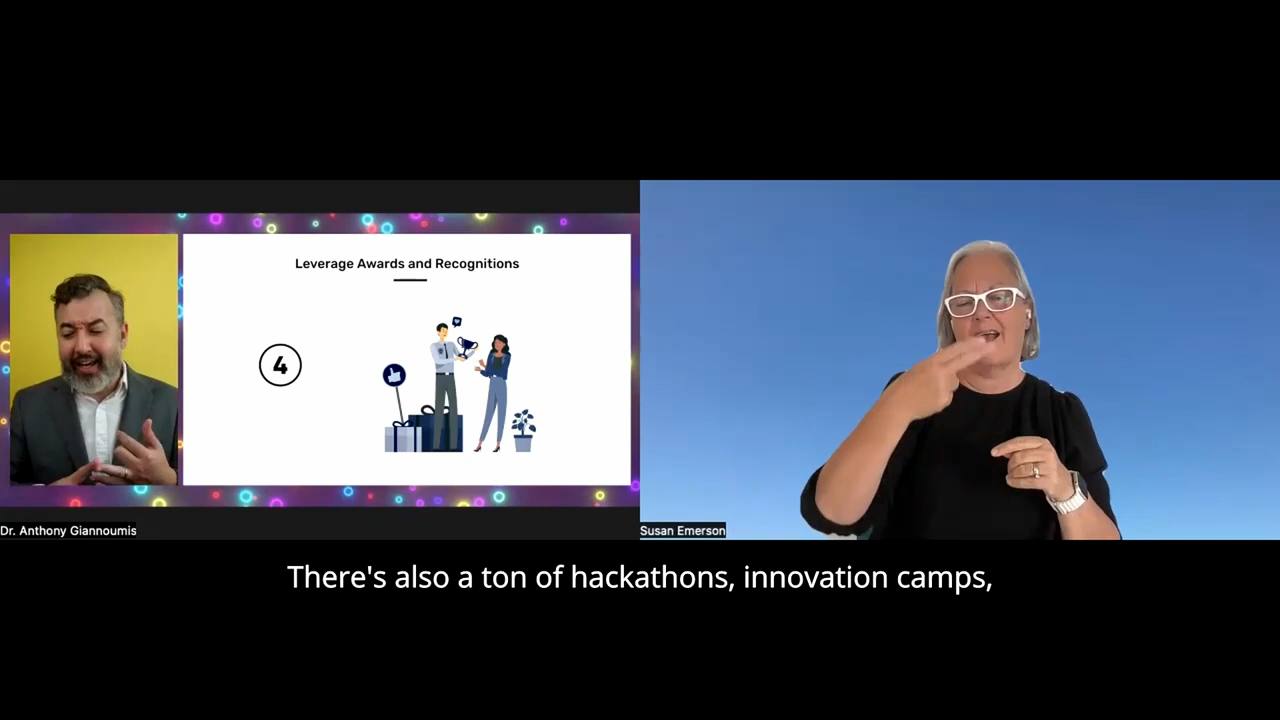 Leverage Awards and Recognitions
4
Dr. Anthony Giannoumis
Susan Emerson
There's also a ton of hackathons, innovation camps,